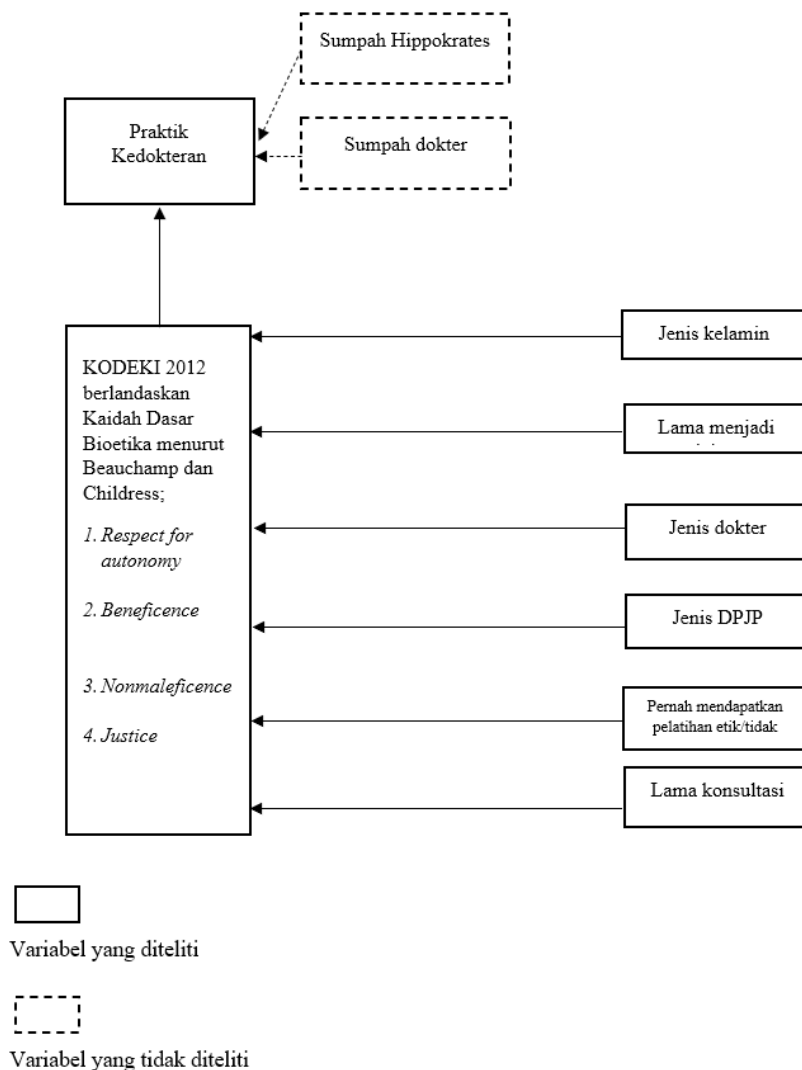 Sumpah Hippokrates
Praktik
Kedokteran
Sumpah dokter
KODEKI 2012
berlandaskan
Kaidah Dasar
Bioetika menurut
Beauchamp dan
Childress;
1. Respect for
autonomy
2. Beneficence
3. Nonmaleficence
4. Justice
Jenis kelamin
Lama menjadi
Jenis dokter
Jenis DPJP
Pernah mendapatkan
pelatihan etik/tidak
Lama konsultasi
Variabel yang diteliti
Variabel yang tidak diteliti